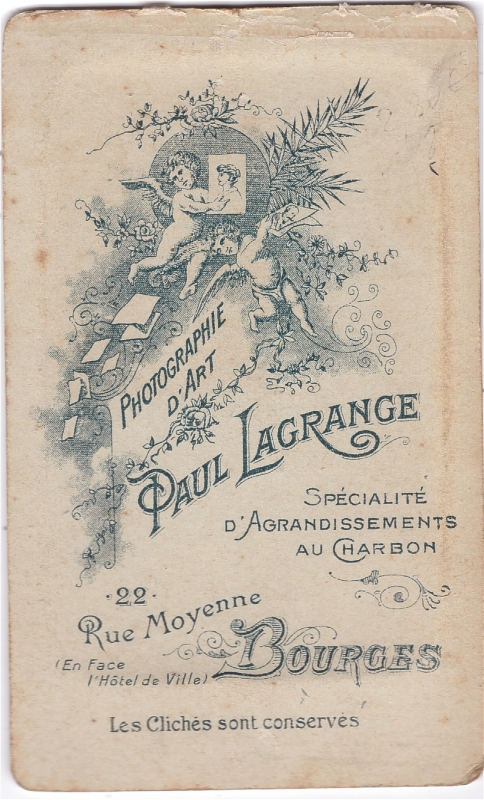 PHOTOGRAPHIE
D'ART
PAUL LAGRANGE
SPÉCIALITÉ
D'AGRANDISSEMENTS
AU CHARBON
·22·
Rue Moyenne
(En Face
l'Hôtel de Ville)
BOURGES
Les Clichés sont conservés